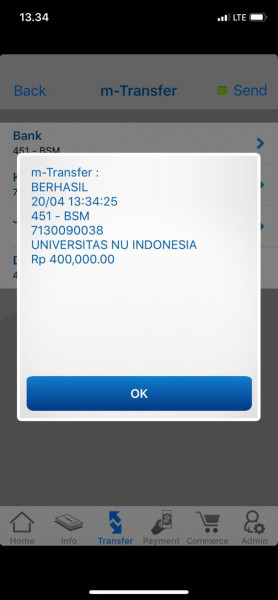 13.34
LTE
Back
m-Transfer
Send
Bank
451 - BSM
m-Transfer :
BERHASIL
20/04 13:34:25
451 - BSM
7130090038
UNIVERSITAS NU INDONESIA
Rp 400,000.00
OK
Home
Info
Transfer
Payment
Commerce
Admin